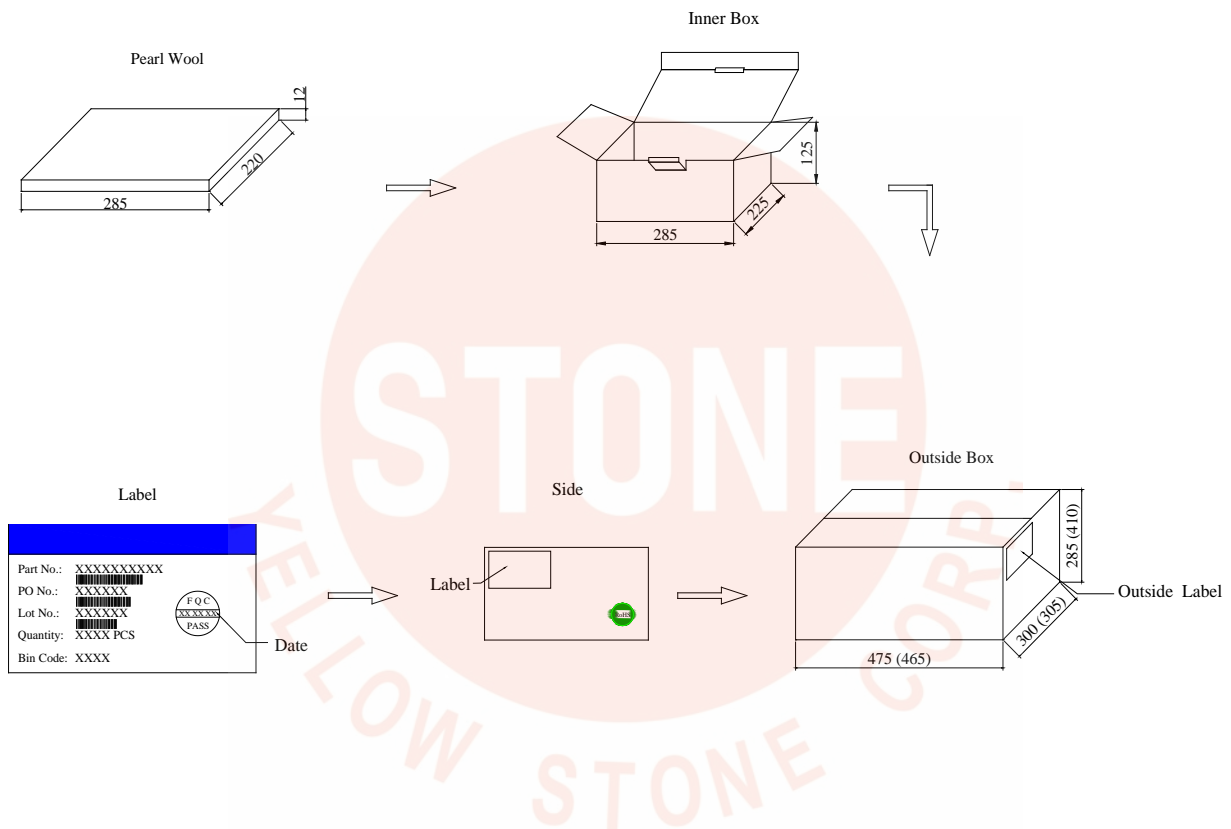 Inner Box
Pearl Wool
12
220
285
125
225
285
Outside Box
Label
Side
Part No.: XXXXXXXXXX
PO No.: XXXXXX
Lot No.: XXXXXX
Quantity: XXXX PCS
Bin Code: XXXX
F Q C
XXXXXX
PASS
Date
Label
RoHS
285 (410)
300 (305)
475 (465)
Outside Label
STONE
YELLOW STONE CORP.